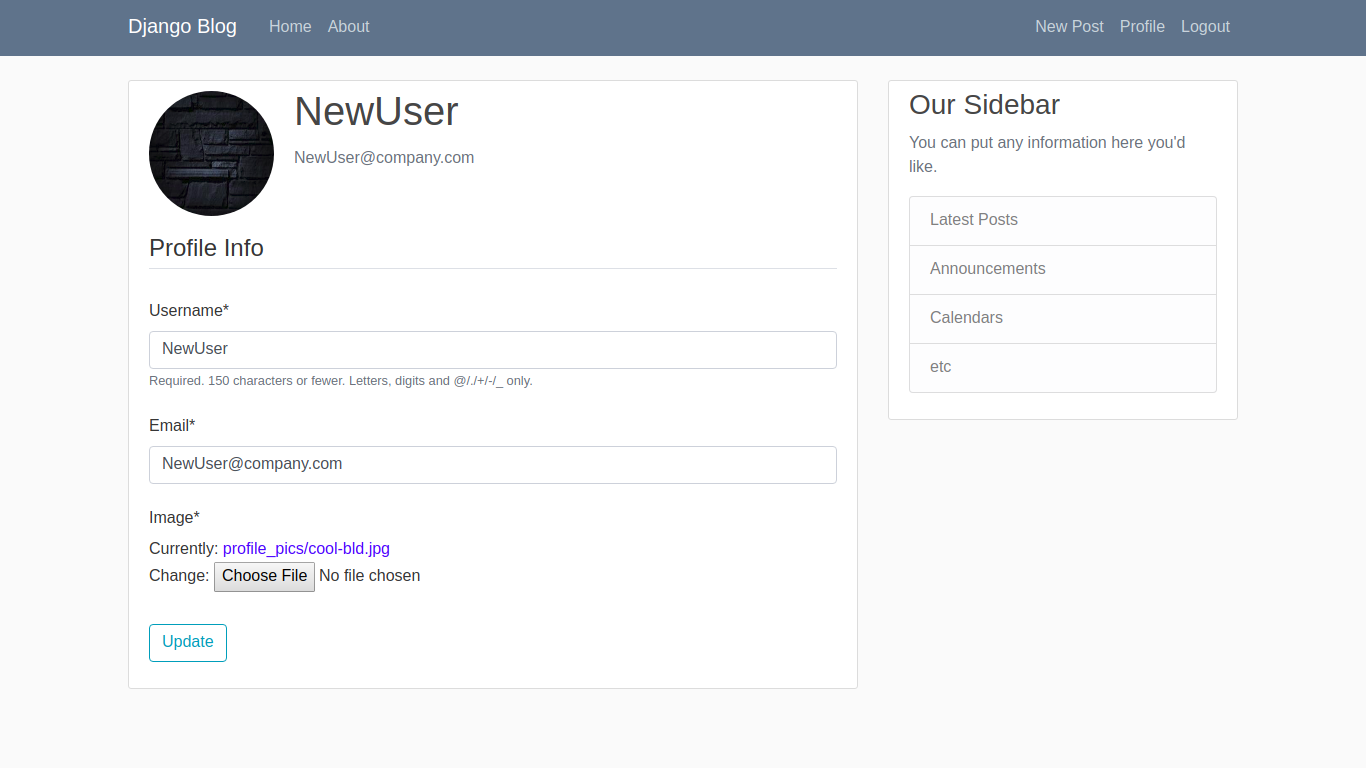 Django Blog Home About New Post Profile Logout
NewUser
NewUser@company.com
Profile Info
Username*
NewUser
Required. 150 characters or fewer. Letters, digits and @/./+/-/_ only.
Email*
NewUser@company.com
Image*
Currently: profile_pics/cool-bld.jpg
Change: Choose File No file chosen
Update
Our Sidebar
You can put any information here you'd
like.
Latest Posts
Announcements
Calendars
etc